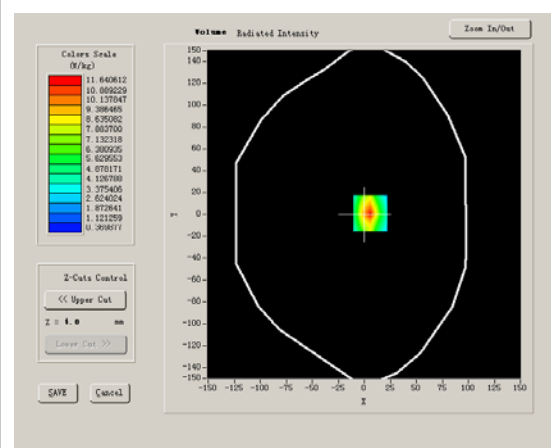 Volume Radiated Intensity
Zoom In/Out
Colors Scale
(W/kg)
11.640612
10.889229
10.137847
9.386465
8.635082
7.883700
7.132318
6.380935
5.629553
4.878171
4.126788
3.375406
2.624024
1.872641
1.121259
0.369877
150
140
120
100
80
60
40
20
0
-20
-40
-60
-80
-100
-120
-140
-150
Y
-150 -125 -100 -75 -50 -25 0 25 50 75 100 125 150
X
Z-Cuts Control
<< Upper Cut
Z = 4.0 mm
Lower Cut >>
SAVE
Cancel